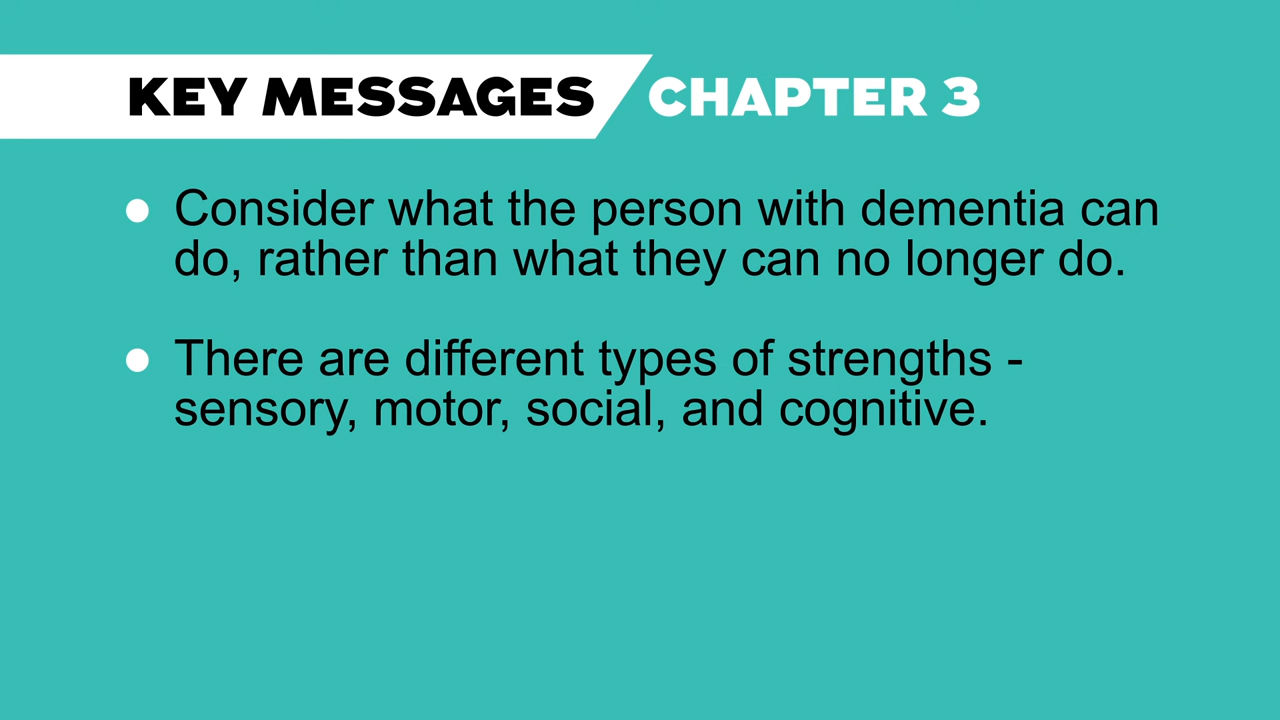 KEY MESSAGES CHAPTER 3
● Consider what the person with dementia can
do, rather than what they can no longer do.
● There are different types of strengths -
sensory, motor, social, and cognitive.